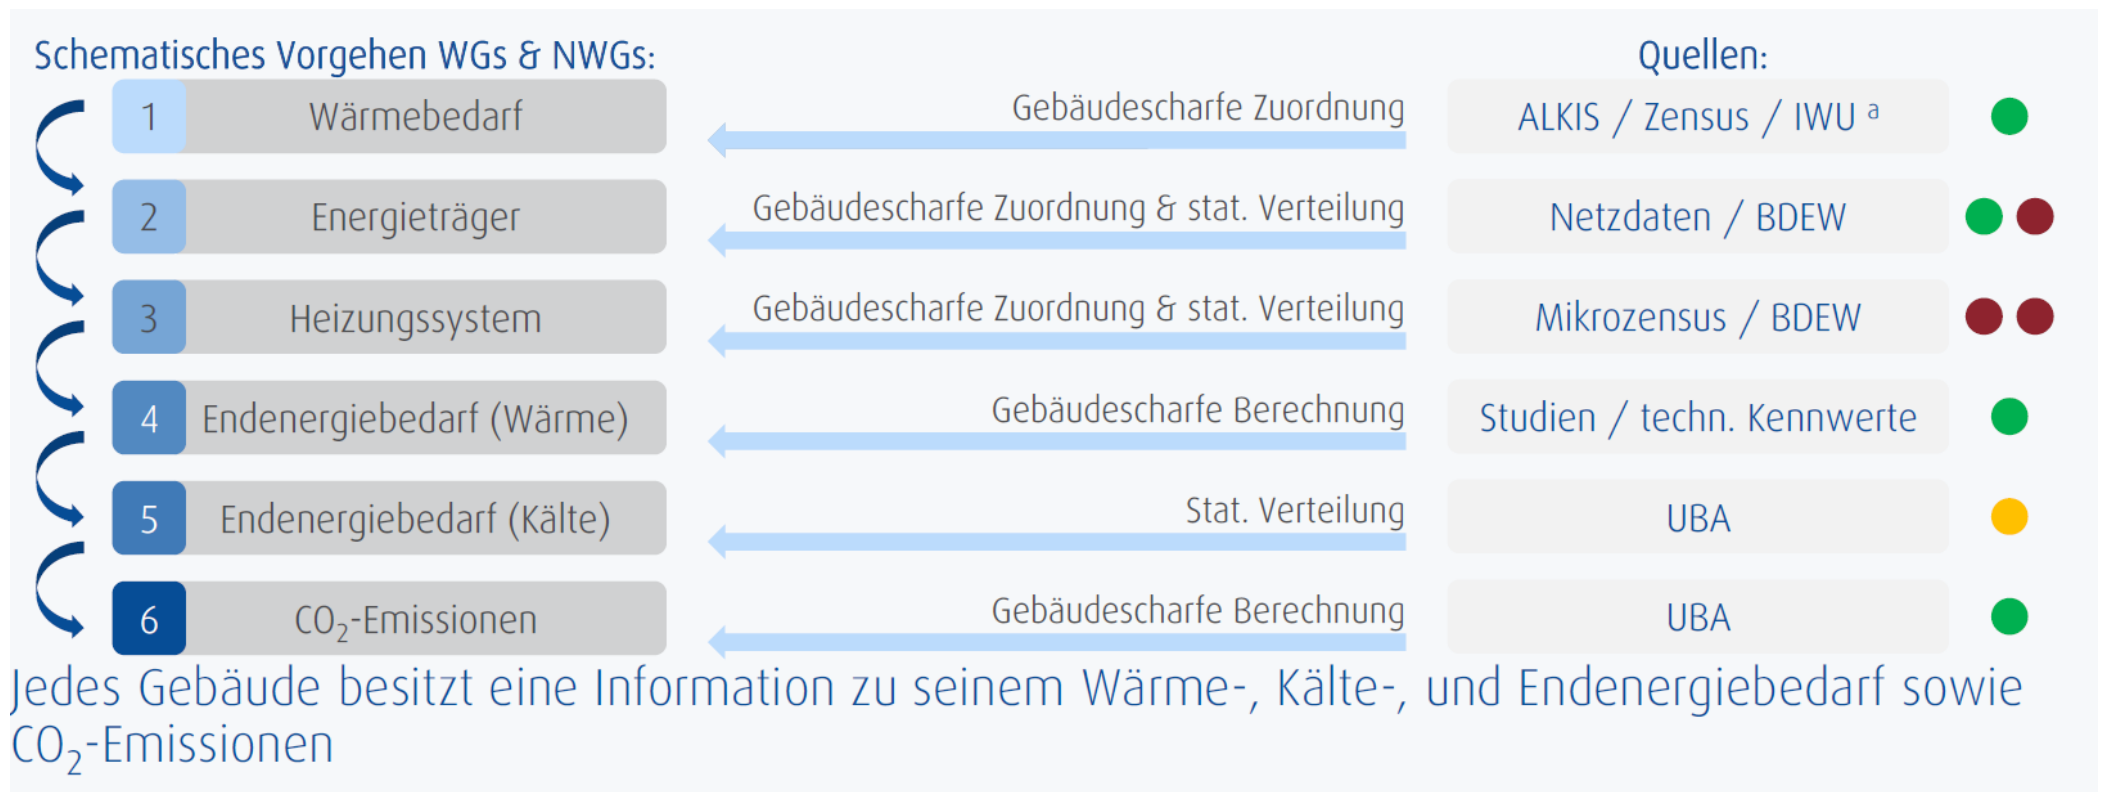 Schematisches Vorgehen WGs & NWGs:
Quellen:
1 Wärmebedarf
Gebäudescharfe Zuordnung
ALKIS / Zensus / IWU ᵃ
2 Energieträger
Gebäudescharfe Zuordnung & stat. Verteilung
Netzdaten / BDEW
3 Heizungssystem
Gebäudescharfe Zuordnung & stat. Verteilung
Mikrozensus / BDEW
4 Endenergiebedarf (Wärme)
Gebäudescharfe Berechnung
Studien / techn. Kennwerte
5 Endenergiebedarf (Kälte)
Stat. Verteilung
UBA
6 CO₂-Emissionen
Gebäudescharfe Berechnung
UBA
Jedes Gebäude besitzt eine Information zu seinem Wärme-, Kälte-, und Endenergiebedarf sowie
CO₂-Emissionen